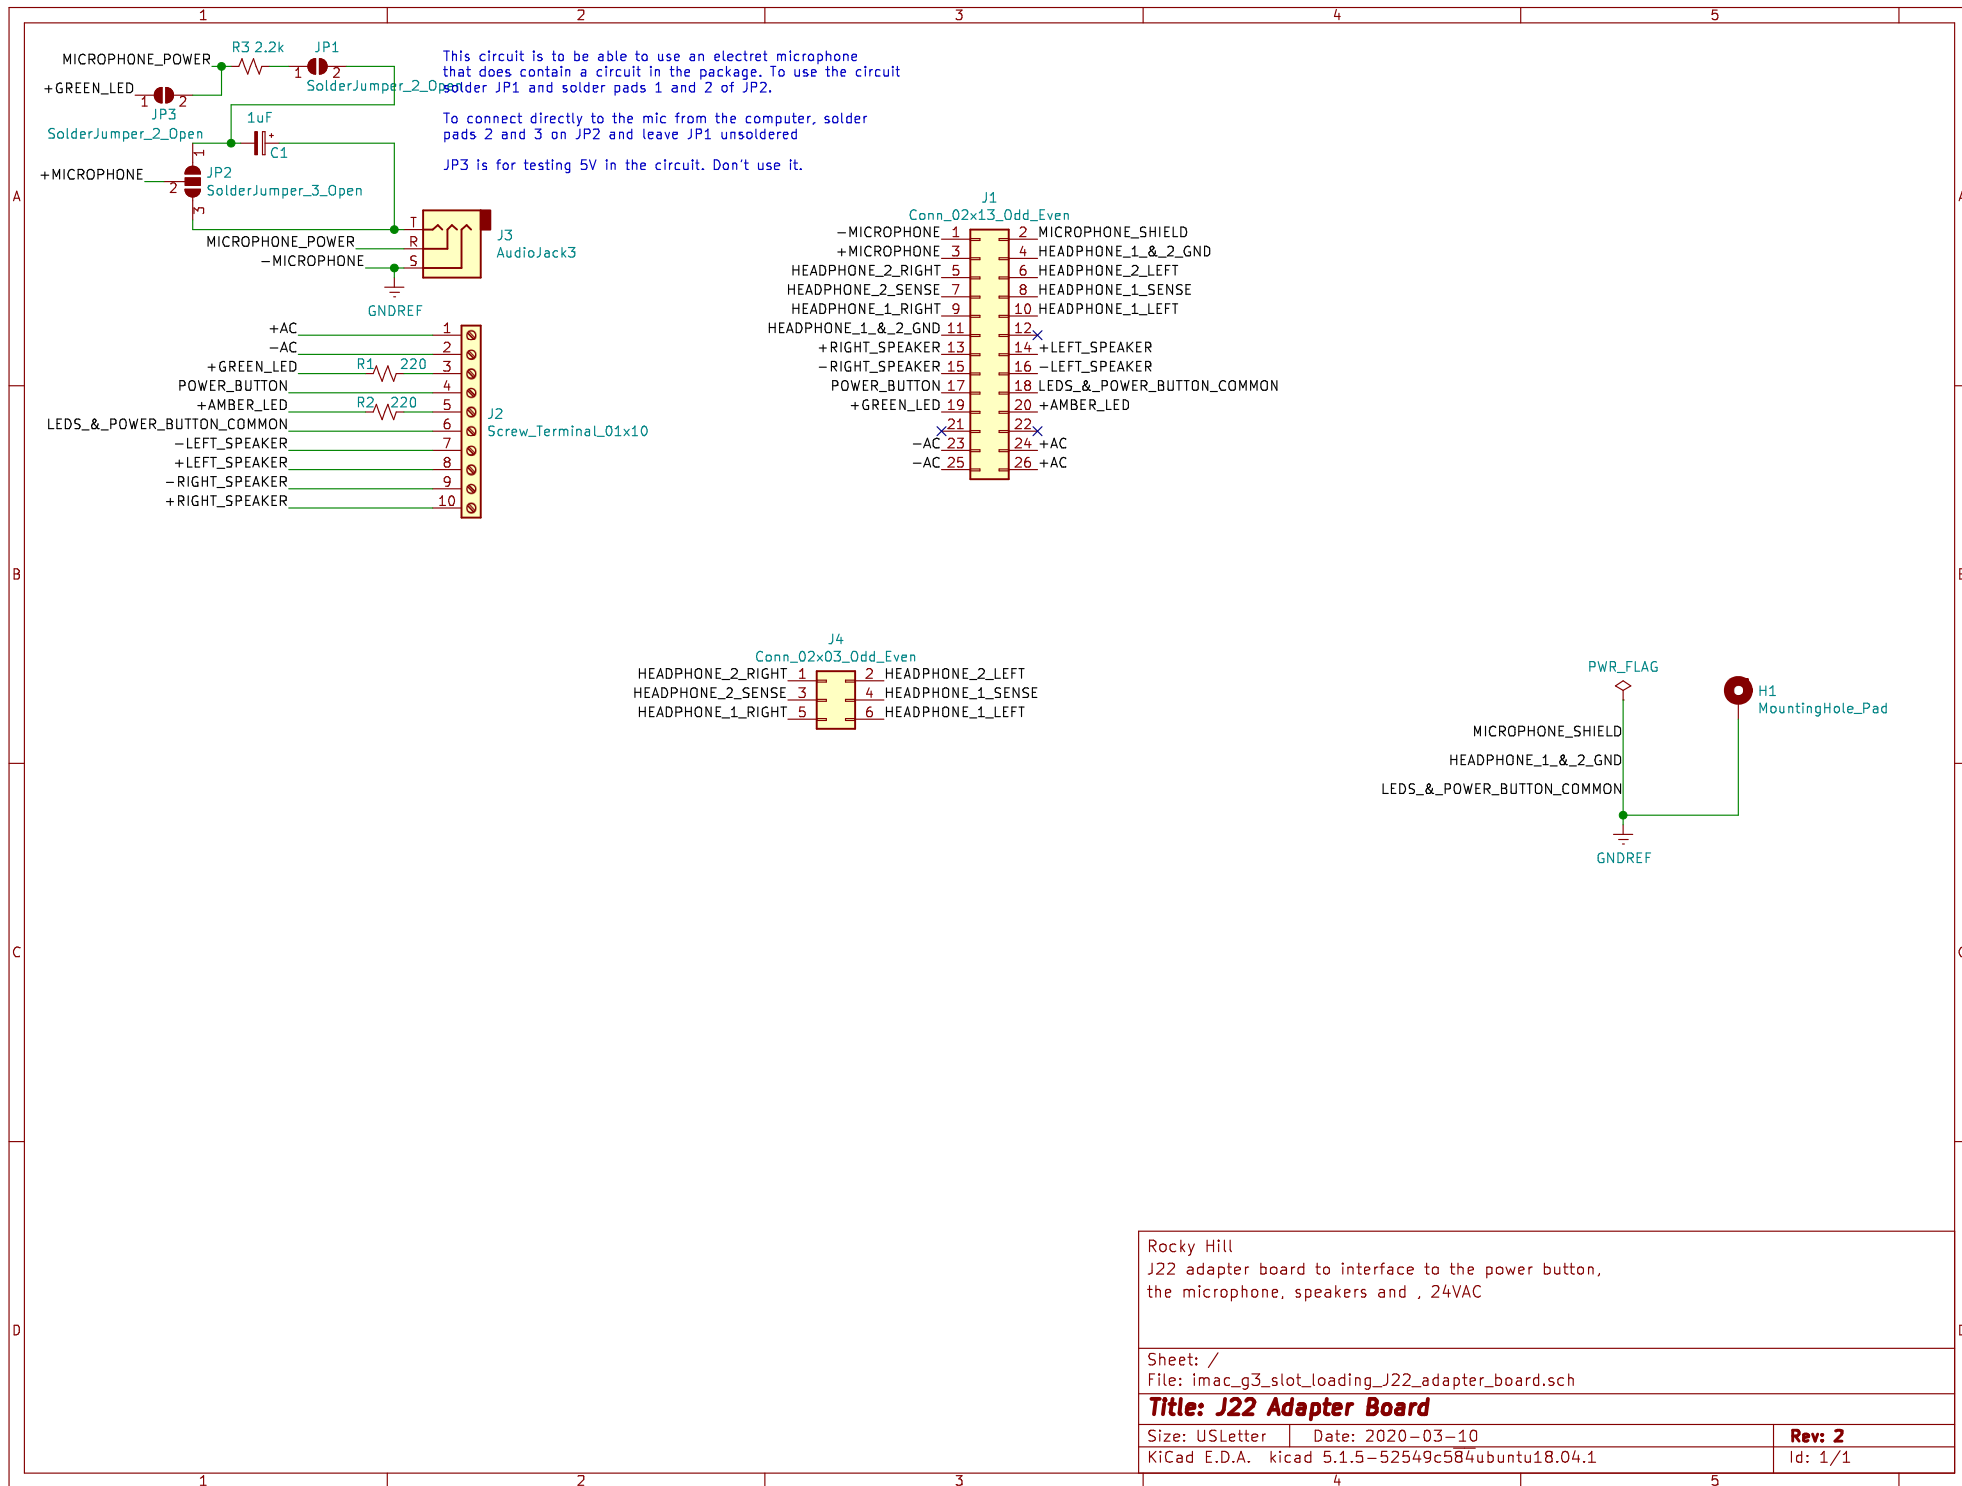 1 2 3 4 5
MICROPHONE_POWER
R3 2.2k
JP1
1 2
SolderJumper_2_Open
+GREEN_LED
1 2
JP3
SolderJumper_2_Open
1uF
+
C1
1
+MICROPHONE
2
3
JP2
SolderJumper_3_Open
This circuit is to be able to use an electret microphone
that does contain a circuit in the package. To use the circuit
solder JP1 and solder pads 1 and 2 of JP2.
To connect directly to the mic from the computer, solder
pads 2 and 3 on JP2 and leave JP1 unsoldered
JP3 is for testing 5V in the circuit. Don't use it.
A
T
MICROPHONE_POWER R
-MICROPHONE S
J3
AudioJack3
GNDREF
+AC 1
-AC 2
+GREEN_LED R1 220 3
POWER_BUTTON 4
+AMBER_LED R2 220 5
LEDS_&_POWER_BUTTON_COMMON 6
-LEFT_SPEAKER 7
+LEFT_SPEAKER 8
-RIGHT_SPEAKER 9
+RIGHT_SPEAKER 10
J2
Screw_Terminal_01x10
J1
Conn_02x13_Odd_Even
-MICROPHONE 1 2 MICROPHONE_SHIELD
+MICROPHONE 3 4 HEADPHONE_1_&_2_GND
HEADPHONE_2_RIGHT 5 6 HEADPHONE_2_LEFT
HEADPHONE_2_SENSE 7 8 HEADPHONE_1_SENSE
HEADPHONE_1_RIGHT 9 10 HEADPHONE_1_LEFT
HEADPHONE_1_&_2_GND 11 12
+RIGHT_SPEAKER 13 14 +LEFT_SPEAKER
-RIGHT_SPEAKER 15 16 -LEFT_SPEAKER
POWER_BUTTON 17 18 LEDS_&_POWER_BUTTON_COMMON
+GREEN_LED 19 20 +AMBER_LED
21 22
-AC 23 24 +AC
-AC 25 26 +AC
B
J4
Conn_02x03_Odd_Even
HEADPHONE_2_RIGHT 1 2 HEADPHONE_2_LEFT
HEADPHONE_2_SENSE 3 4 HEADPHONE_1_SENSE
HEADPHONE_1_RIGHT 5 6 HEADPHONE_1_LEFT
PWR_FLAG
H1
MountingHole_Pad
MICROPHONE_SHIELD
HEADPHONE_1_&_2_GND
LEDS_&_POWER_BUTTON_COMMON
GNDREF
C
D
Rocky Hill
J22 adapter board to interface to the power button,
the microphone, speakers and , 24VAC
Sheet: /
File: imac_g3_slot_loading_J22_adapter_board.sch
Title: J22 Adapter Board
Size: USLetter Date: 2020-03-10 Rev: 2
KiCad E.D.A. kicad 5.1.5-52549c584ubuntu18.04.1 Id: 1/1
1 2 3 4 5